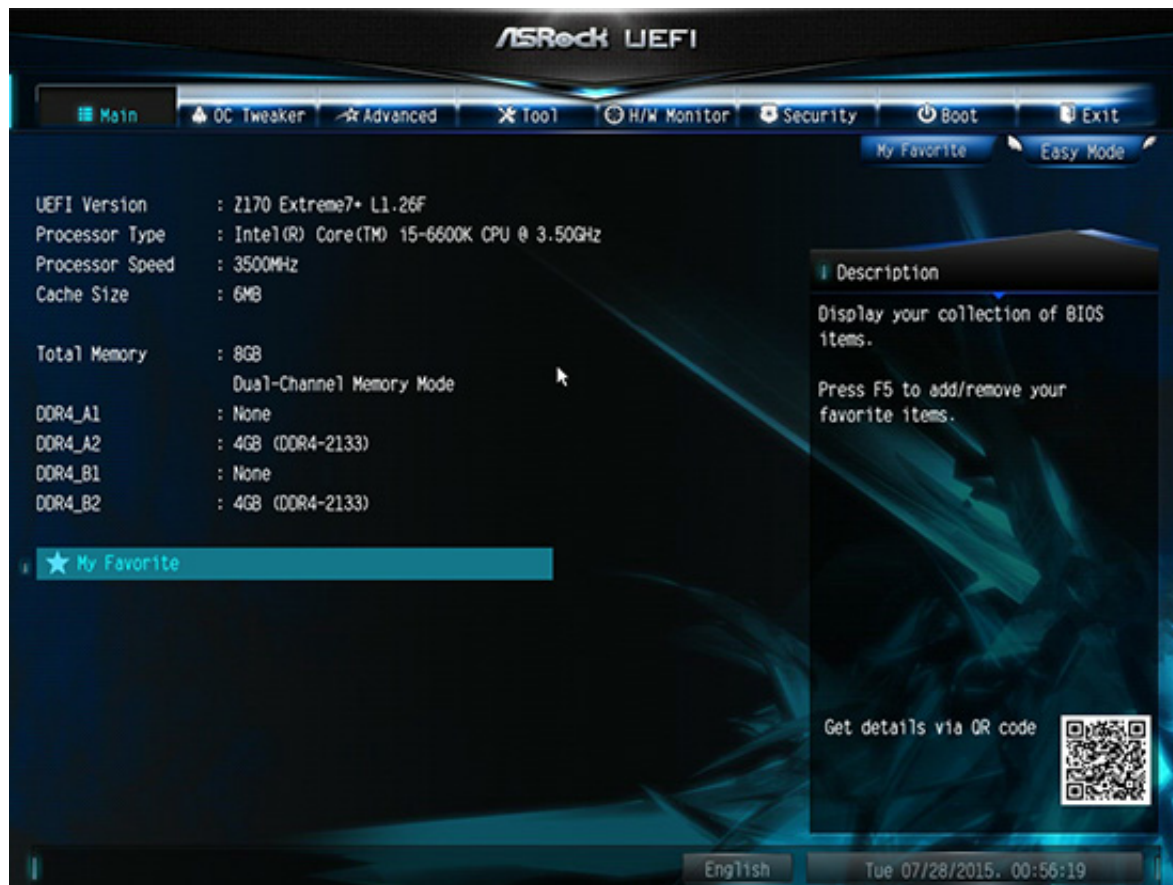 ASRock UEFI
Main OC Tweaker Advanced Tool H/W Monitor Security Boot Exit
My Favorite Easy Mode
UEFI Version : Z170 Extreme7+ L1.26F
Processor Type : Intel(R) Core(TM) i5-6600K CPU @ 3.50GHz
Processor Speed : 3500MHz
Cache Size : 6MB
Total Memory : 8GB
Dual-Channel Memory Mode
DDR4_A1 : None
DDR4_A2 : 4GB (DDR4-2133)
DDR4_B1 : None
DDR4_B2 : 4GB (DDR4-2133)
My Favorite
Description
Display your collection of BIOS
items.
Press F5 to add/remove your
favorite items.
Get details via QR code
English Tue 07/28/2015. 00:56:19